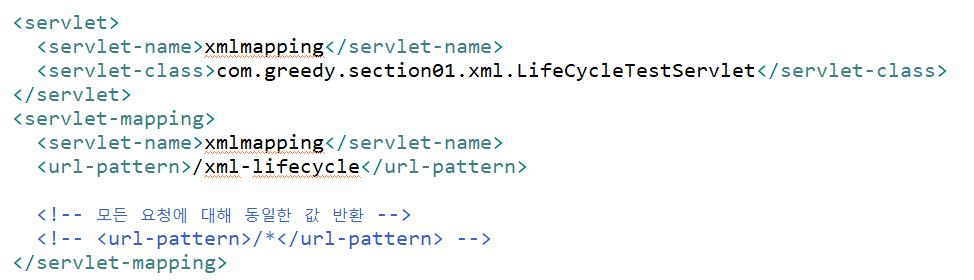 <servlet>
  <servlet-name>xmlmapping</servlet-name>
  <servlet-class>com.greedy.section01.xml.LifeCycleTestServlet</servlet-class>
</servlet>
<servlet-mapping>
  <servlet-name>xmlmapping</servlet-name>
  <url-pattern>/xml-lifecycle</url-pattern>

  <!-- 모든 요청에 대해 동일한 값 반환 -->
  <!-- <url-pattern>/*</url-pattern> -->
</servlet-mapping>